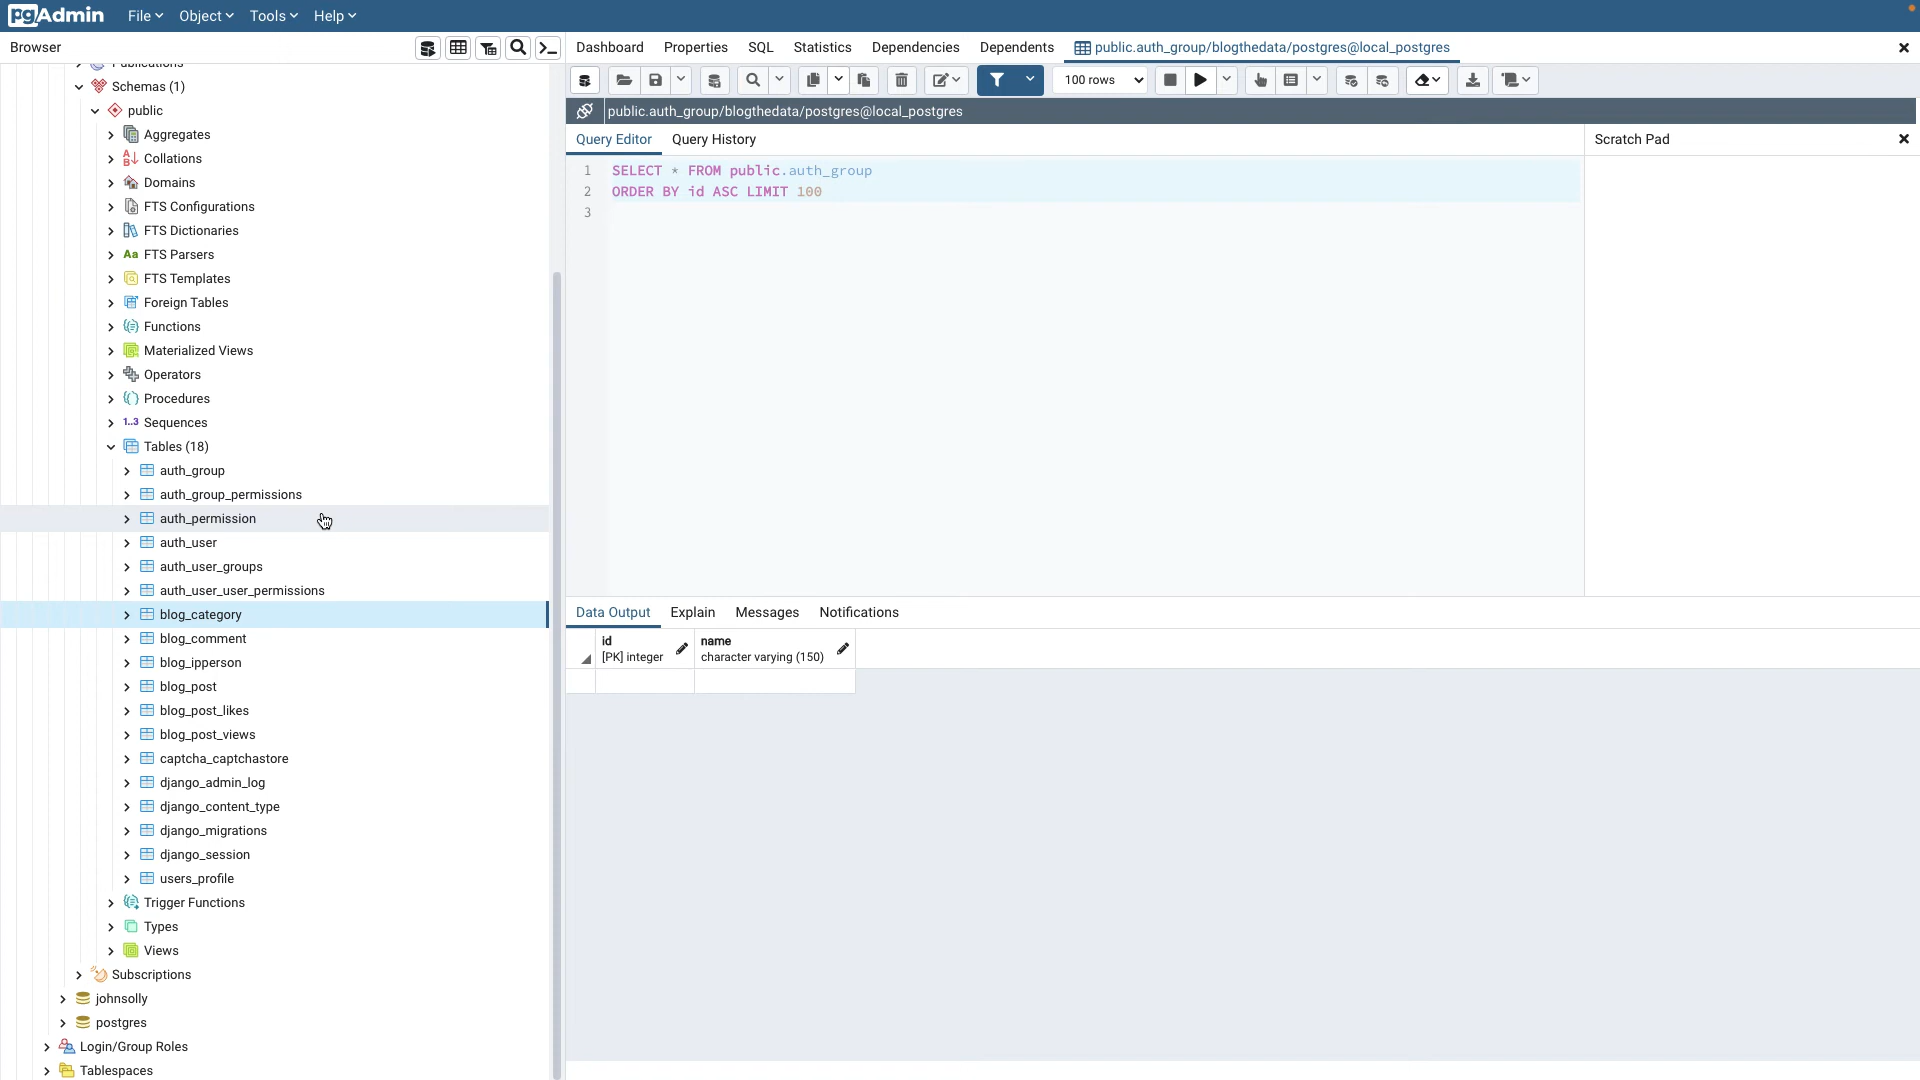 pgAdmin File Object Tools Help
Browser
Dashboard Properties SQL Statistics Dependencies Dependents public.auth_group/blogthedata/postgres@local_postgres
100 rows
public.auth_group/blogthedata/postgres@local_postgres
Query Editor Query History
Scratch Pad
1 SELECT * FROM public.auth_group
2 ORDER BY id ASC LIMIT 100
3
Data Output Explain Messages Notifications
id name
[PK] integer character varying (150)
Publications
Schemas (1)
public
Aggregates
Collations
Domains
FTS Configurations
FTS Dictionaries
Aa FTS Parsers
FTS Templates
Foreign Tables
Functions
Materialized Views
Operators
Procedures
1..3 Sequences
Tables (18)
auth_group
auth_group_permissions
auth_permission
auth_user
auth_user_groups
auth_user_user_permissions
blog_category
blog_comment
blog_ipperson
blog_post
blog_post_likes
blog_post_views
captcha_captchastore
django_admin_log
django_content_type
django_migrations
django_session
users_profile
Trigger Functions
Types
Views
Subscriptions
johnsolly
postgres
Login/Group Roles
Tablespaces